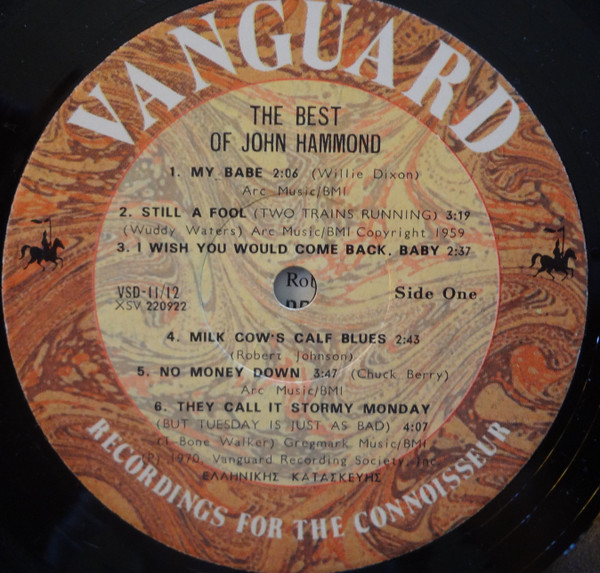 VANGUARD
THE BEST
OF JOHN HAMMOND
1. MY BABE 2:06 (Willie Dixon)
Arc Music/BMI
2. STILL A FOOL (TWO TRAINS RUNNING) 3:19
(Wuddy Waters) Arc Music/BMI Copyright 1959
3. I WISH YOU WOULD COME BACK, BABY 2:37
VSD-11/12
XSV 220922
Side One
4. MILK COW'S CALF BLUES 2:43
(Robert Johnson)
5. NO MONEY DOWN 3:47 (Chuck Berry)
Arc Music/BMI
6. THEY CALL IT STORMY MONDAY
(BUT TUESDAY IS JUST AS BAD) 4:07
(T-Bone Walker) Gregmark Music/BMI
(P) 1970, Vanguard Recording Society, Inc.
ΕΛΛΗΝΙΚΗΣ ΚΑΤΑΣΚΕΥΗΣ
RECORDINGS FOR THE CONNOISSEUR